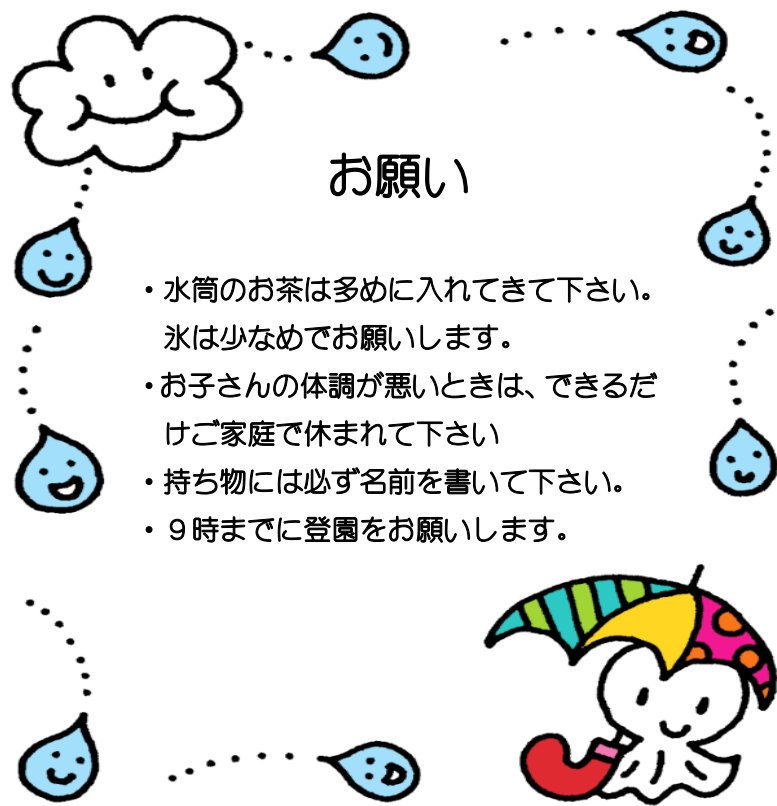 お願い
・水筒のお茶は多めに入れてきて下さい。
氷は少なめでお願いします。
・お子さんの体調が悪いときは、できるだ
けご家庭で休まれて下さい
・持ち物には必ず名前を書いて下さい。
・９時までに登園をお願いします。